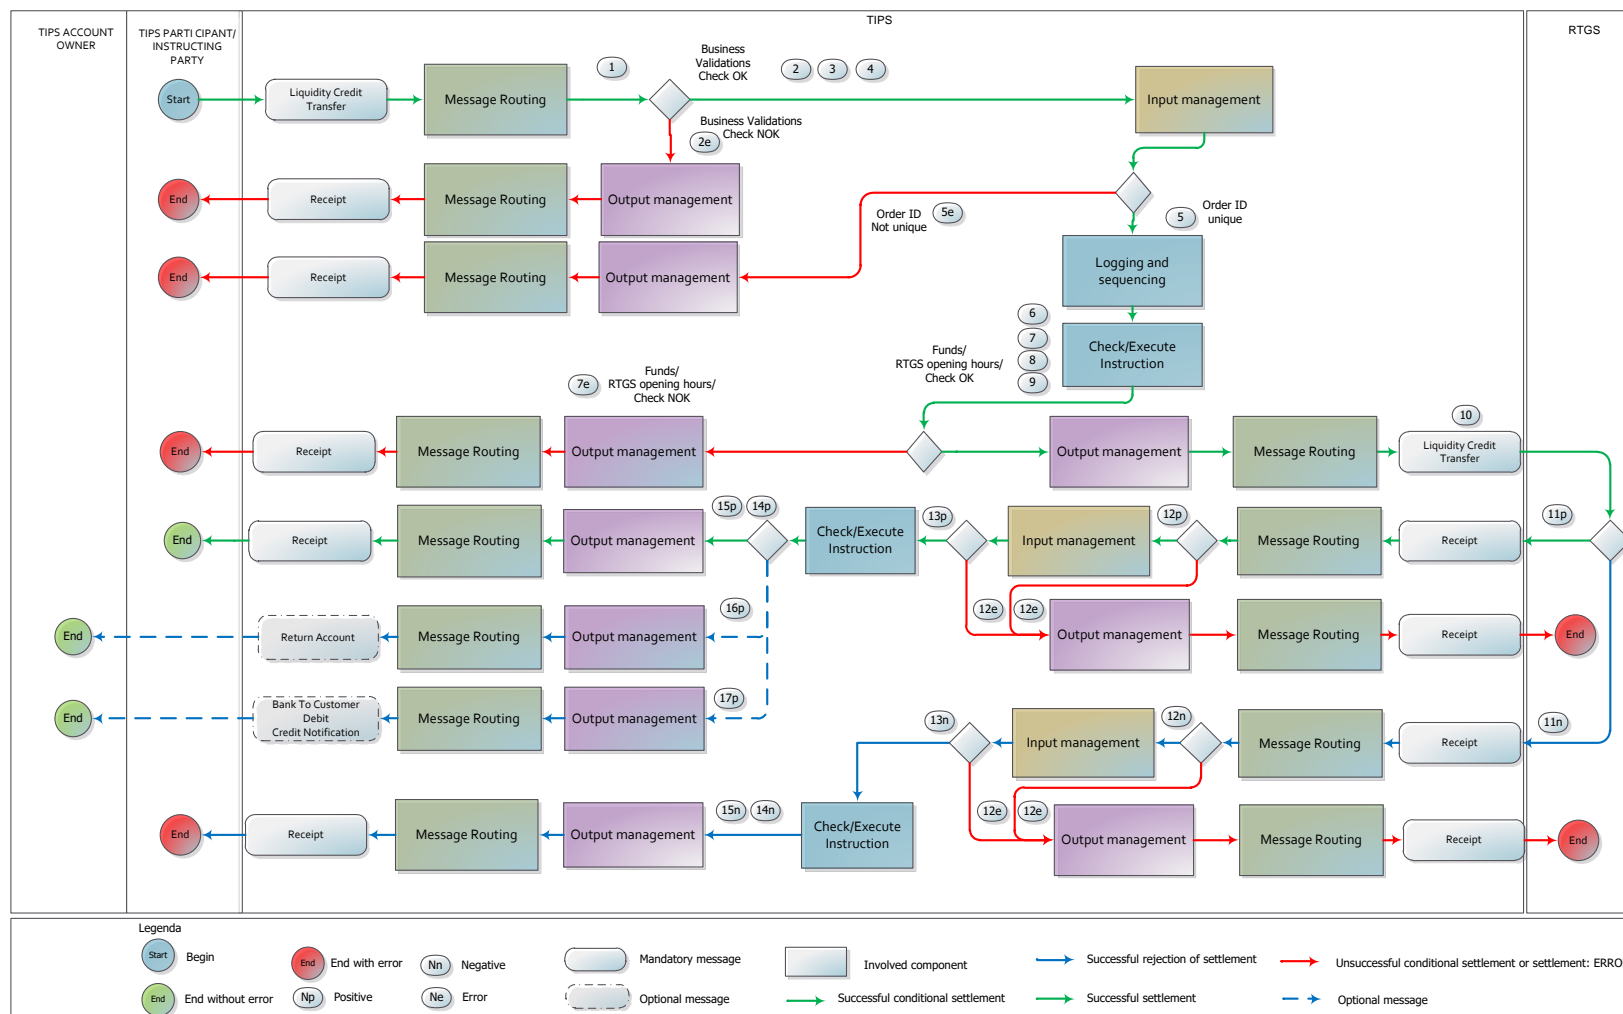 TIPS
RTGS
TIPS ACCOUNT
OWNER
TIPS PARTI CIPANT/
INSTRUCTING
PARTY
Start
Liquidity Credit
Transfer
Message Routing
1
Business
Validations
Check OK
2
3
4
Input management
Business Validations
Check NOK
2e
End
Receipt
Message Routing
Output management
Order ID
Not unique
5e
5
Order ID
unique
End
Receipt
Message Routing
Output management
Logging and
sequencing
6
7
8
9
Check/Execute
Instruction
Funds/
RTGS opening hours/
Check OK
7e
Funds/
RTGS opening hours/
Check NOK
End
Receipt
Message Routing
Output management
Output management
Message Routing
10
Liquidity Credit
Transfer
End
Receipt
Message Routing
Output management
15p
14p
Check/Execute
Instruction
13p
Input management
12p
Message Routing
Receipt
11p
End
Return Account
Message Routing
Output management
16p
12e
12e
Output management
Message Routing
Receipt
End
End
Bank To Customer
Debit
Credit Notification
Message Routing
Output management
17p
13n
Input management
12n
Message Routing
Receipt
11n
End
Receipt
Message Routing
Output management
15n
14n
Check/Execute
Instruction
12e
12e
Output management
Message Routing
Receipt
End
Legenda
Start
Begin
End
End with error
Nn
Negative
Mandatory message
Involved component
Successful rejection of settlement
Unsuccessful conditional settlement or settlement: ERRO
End
End without error
Np
Positive
Ne
Error
Optional message
Successful conditional settlement
Successful settlement
Optional message